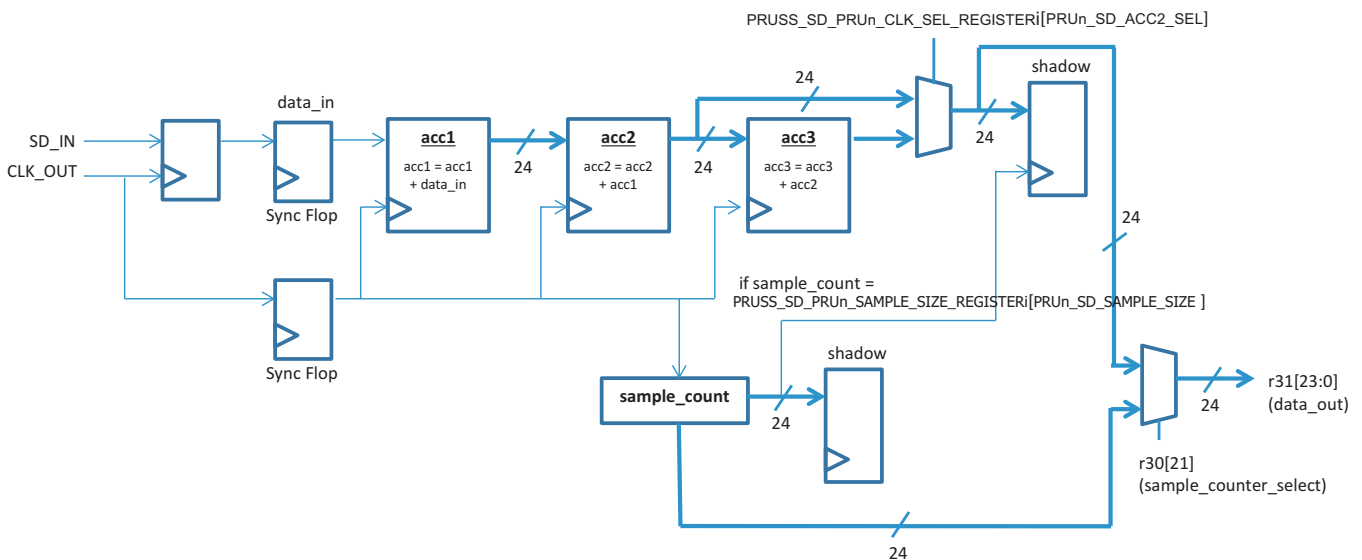 PRUSS_SD_PRUn_CLK_SEL_REGISTERi[PRUn_SD_ACC2_SEL]
shadow
24
24
data_in
SD_IN
CLK_OUT
Sync Flop
acc1
acc1 = acc1
+ data_in
24
acc2
acc2 = acc2
+ acc1
24
acc3
acc3 = acc3
+ acc2
24
if sample_count =
PRUSS_SD_PRUn_SAMPLE_SIZE_REGISTERi[PRUn_SD_SAMPLE_SIZE ]
Sync Flop
shadow
sample_count
24
24
r31[23:0]
(data_out)
r30[21]
(sample_counter_select)
24